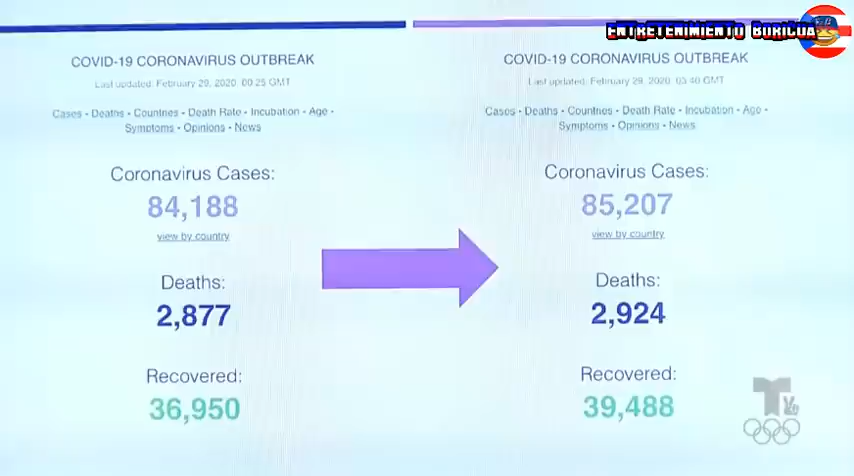 ENTRETENIMIENTO BORICUA
COVID-19 CORONAVIRUS OUTBREAK
Last updated: February 29, 2020, 00:25 GMT
Cases - Deaths - Countries - Death Rate - Incubation - Age -
Symptoms - Opinions - News
Coronavirus Cases:
84,188
view by country
Deaths:
2,877
Recovered:
36,950
COVID-19 CORONAVIRUS OUTBREAK
Last updated: February 29, 2020, 03:40 GMT
Cases - Deaths - Countries - Death Rate - Incubation - Age -
Symptoms - Opinions - News
Coronavirus Cases:
85,207
view by country
Deaths:
2,924
Recovered:
39,488